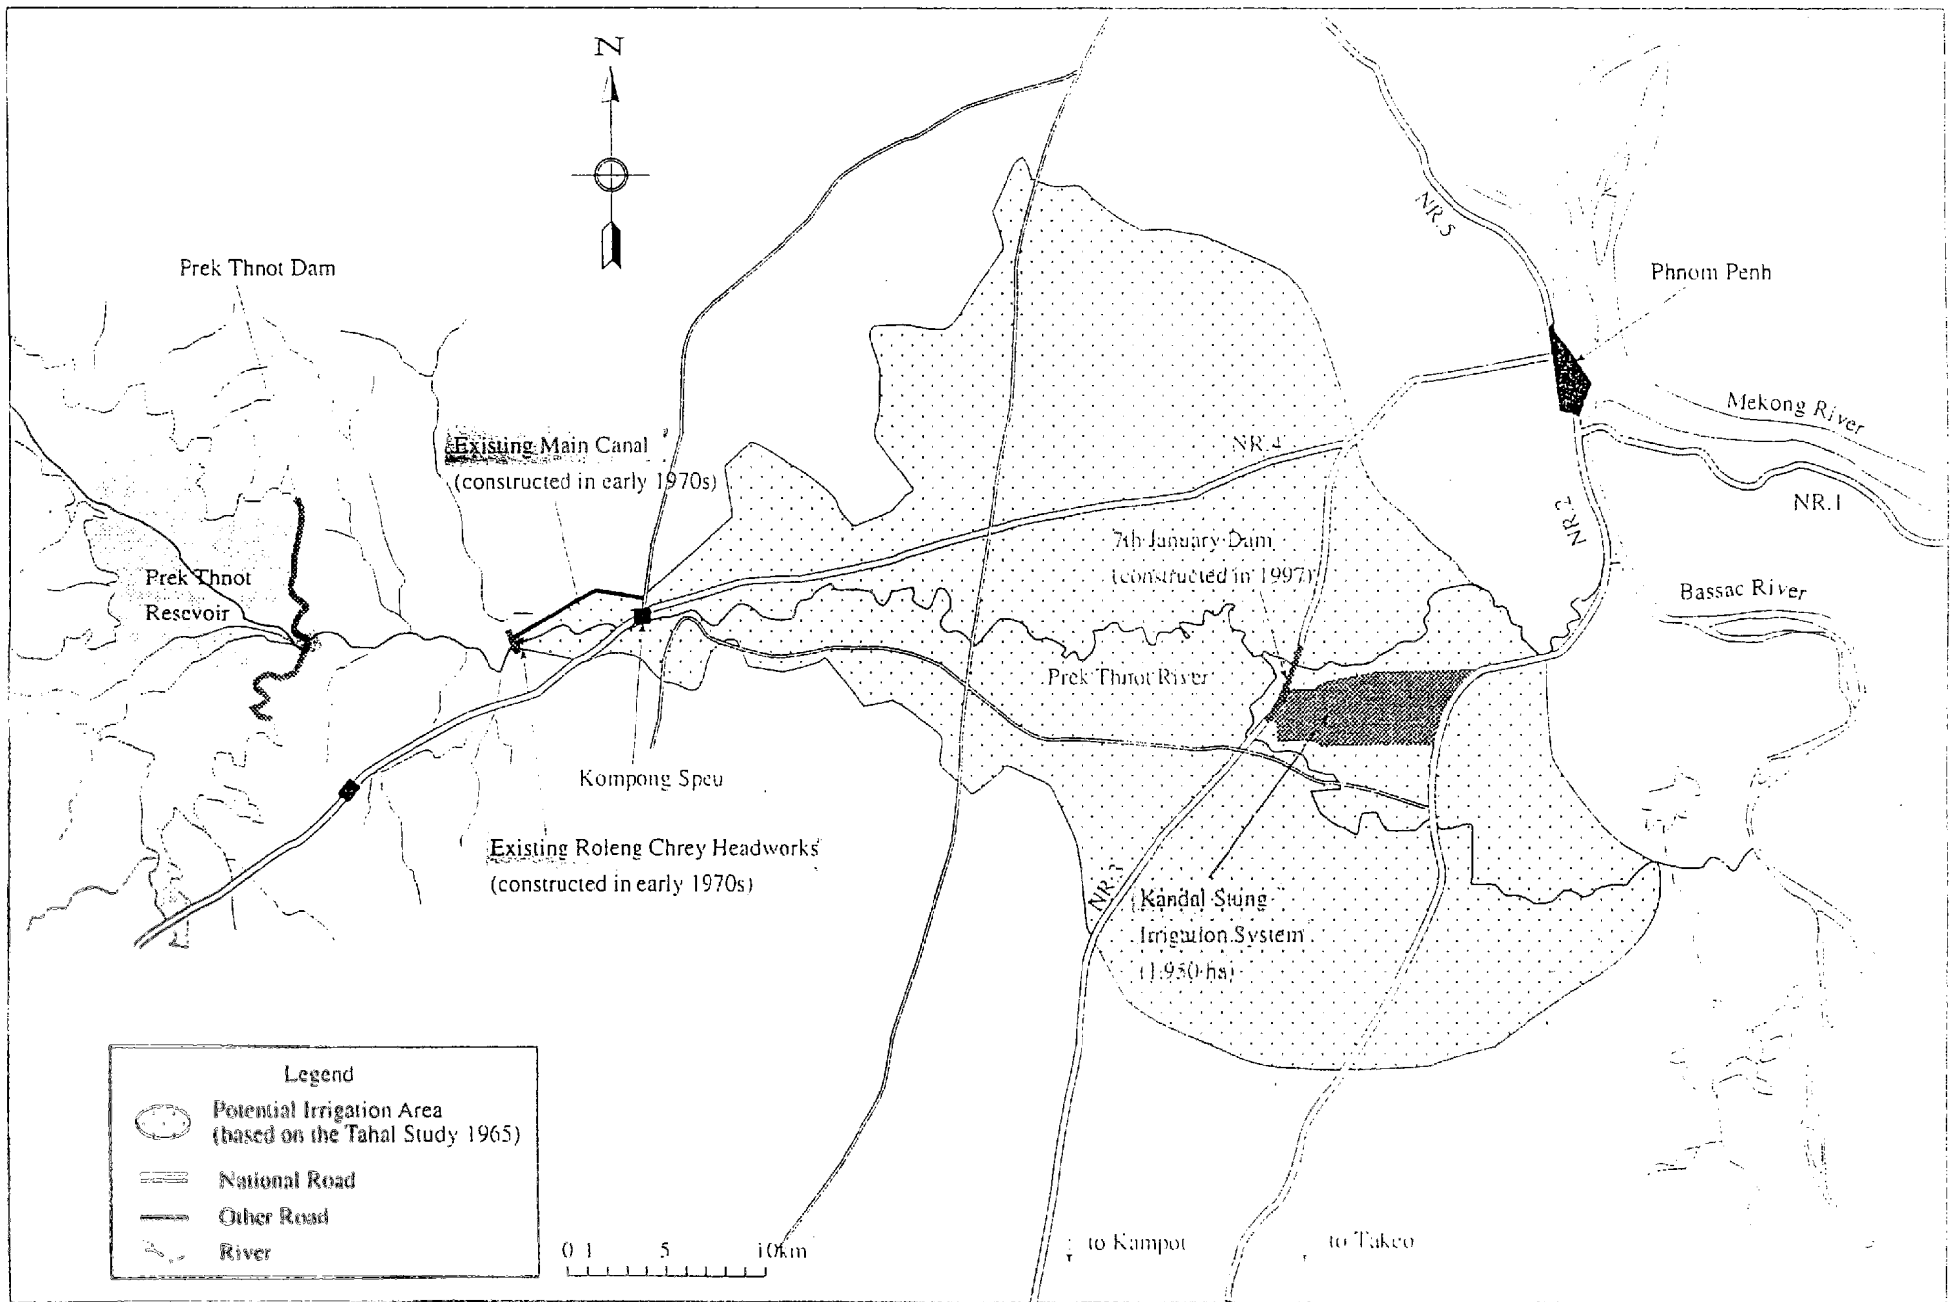 N
Prek Thnot Dam
NR.5
Phnom Penh
Mekong River
Existing Main Canal
(constructed in early 1970s)
NR.4
NR.1
NR.2
7th January Dam
(constructed in 1997)
Prek Thnot
Resevoir
Bassac River
Prek Thnot River
Kompong Speu
Existing Roleng Chrey Headworks
(constructed in early 1970s)
NR.3
Kandal Stung
Irrigation System
(1,950 ha)
Legend
Potential Irrigation Area
(based on the Tahal Study 1965)
National Road
Other Road
River
0 1 5 10km
to Kampot
to Takeo